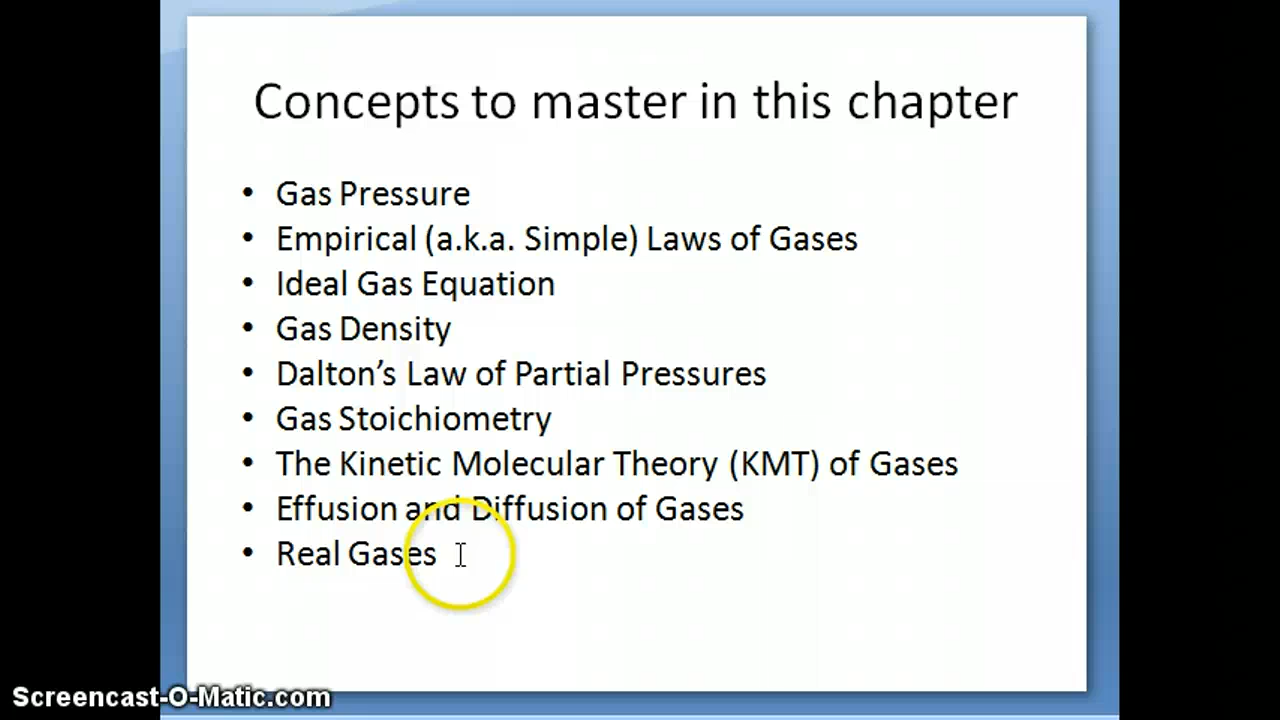 Concepts to master in this chapter
• Gas Pressure
• Empirical (a.k.a. Simple) Laws of Gases
• Ideal Gas Equation
• Gas Density
• Dalton’s Law of Partial Pressures
• Gas Stoichiometry
• The Kinetic Molecular Theory (KMT) of Gases
• Effusion and Diffusion of Gases
• Real Gases
Screencast-O-Matic.com